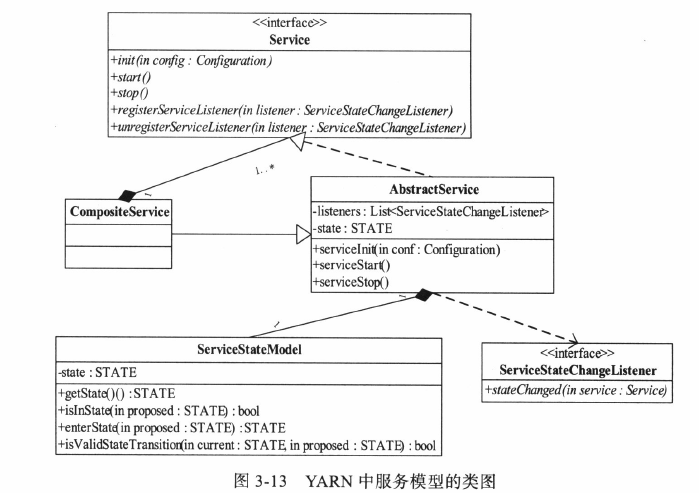 <<interface>>
Service
+init(in config : Configuration)
+start()
+stop()
+registerServiceListener(in listener : ServiceStateChangeListener)
+unregisterServiceListener(in listener : ServiceStateChangeListener)
1..*
1
CompositeService
AbstractService
-listeners : List<ServiceStateChangeListener>
-state : STATE
+serviceInit(in conf : Configuration)
+serviceStart()
+serviceStop()
1
1
ServiceStateModel
-state : STATE
+getState()() : STATE
+isInState(in proposed : STATE) : bool
+enterState(in proposed : STATE) : STATE
+isValidStateTransition(in current : STATE, in proposed : STATE) : bool
<<interface>>
ServiceStateChangeListener
+stateChanged(in service : Service)
图 3-13 YARN 中服务模型的类图